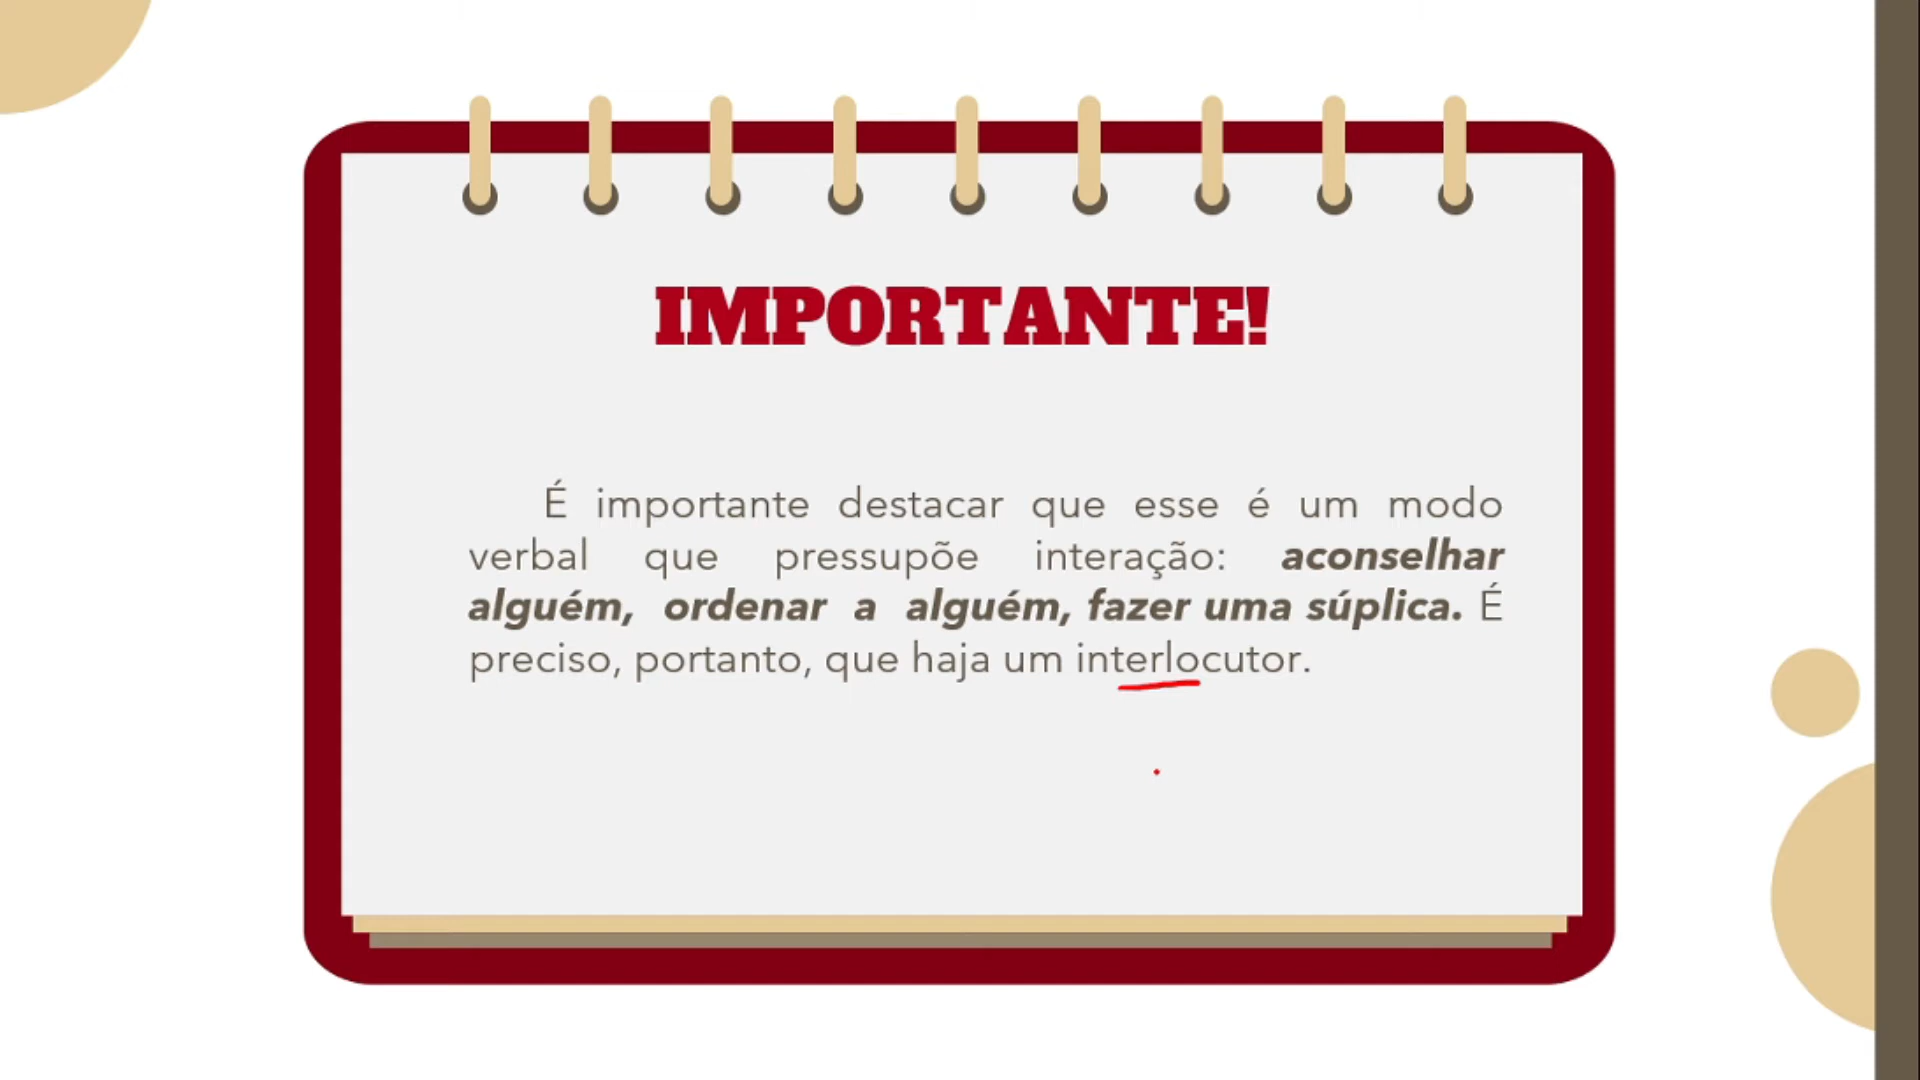 IMPORTANTE!
É importante destacar que esse é um modo
verbal que pressupõe interação: aconselhar
alguém, ordenar a alguém, fazer uma súplica. É
preciso, portanto, que haja um interlocutor.